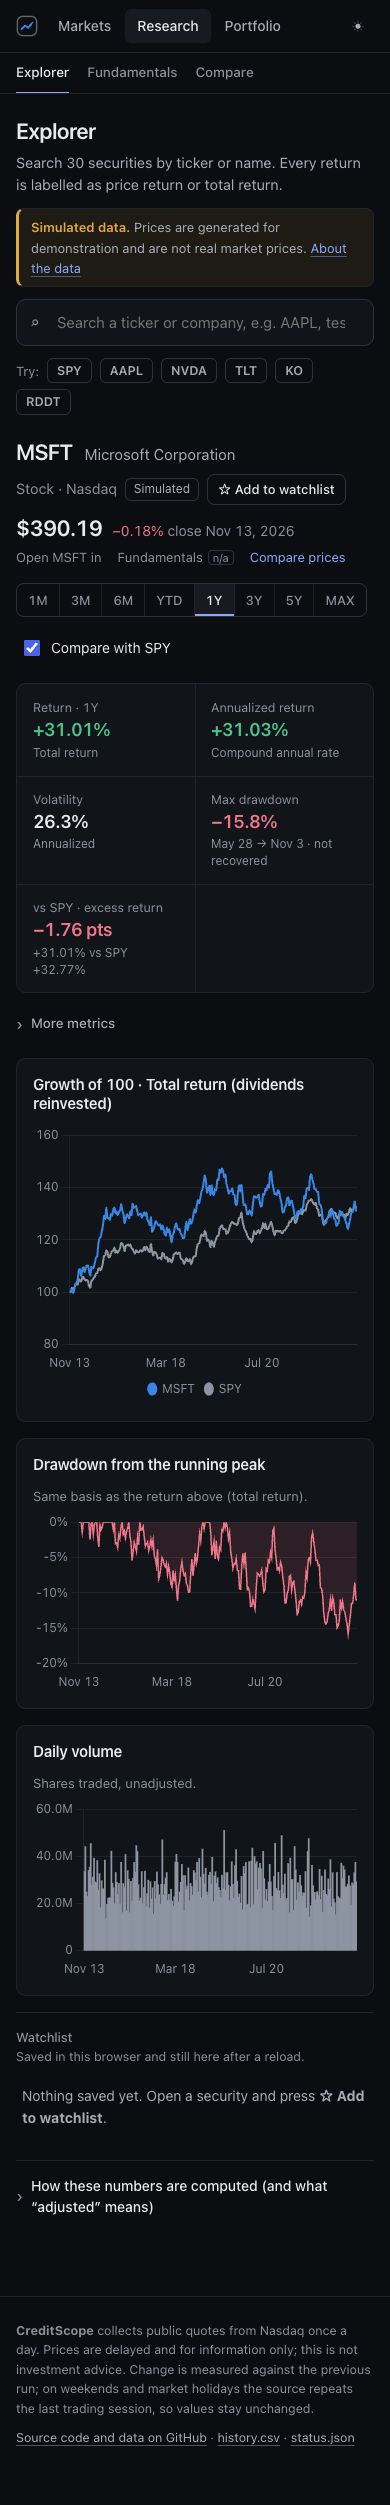 Markets Research Portfolio
Explorer Fundamentals Compare
Explorer
Search 30 securities by ticker or name. Every return
is labelled as price return or total return.
Simulated data. Prices are generated for
demonstration and are not real market prices. About
the data
Search a ticker or company, e.g. AAPL, tes
Try: SPY AAPL NVDA TLT KO
RDDT
MSFT Microsoft Corporation
Stock · Nasdaq Simulated ☆ Add to watchlist
$390.19 −0.18% close Nov 13, 2026
Open MSFT in Fundamentals n/a Compare prices
1M 3M 6M YTD 1Y 3Y 5Y MAX
Compare with SPY
Return · 1Y
+31.01%
Total return
Annualized return
+31.03%
Compound annual rate
Volatility
26.3%
Annualized
Max drawdown
−15.8%
May 28 → Nov 3 · not
recovered
vs SPY · excess return
−1.76 pts
+31.01% vs SPY
+32.77%
› More metrics
Growth of 100 · Total return (dividends
reinvested)
160
140
120
100
80
Nov 13 Mar 18 Jul 20
MSFT SPY
Drawdown from the running peak
Same basis as the return above (total return).
0%
-5%
-10%
-15%
-20%
Nov 13 Mar 18 Jul 20
Daily volume
Shares traded, unadjusted.
60.0M
40.0M
20.0M
0
Nov 13 Mar 18 Jul 20
Watchlist
Saved in this browser and still here after a reload.
Nothing saved yet. Open a security and press ☆ Add
to watchlist.
› How these numbers are computed (and what
“adjusted” means)
CreditScope collects public quotes from Nasdaq once a
day. Prices are delayed and for information only; this is not
investment advice. Change is measured against the previous
run; on weekends and market holidays the source repeats
the last trading session, so values stay unchanged.
Source code and data on GitHub · history.csv · status.json